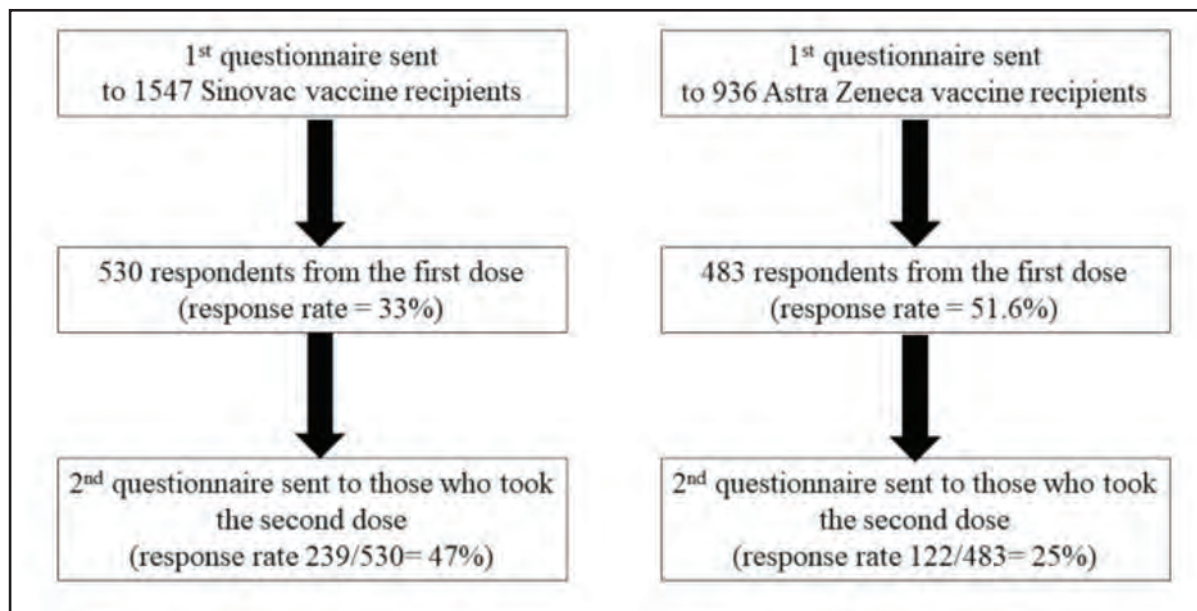 1st questionnaire sent
to 1547 Sinovac vaccine recipients
530 respondents from the first dose
(response rate = 33%)
2nd questionnaire sent to those who took
the second dose
(response rate 239/530= 47%)
1st questionnaire sent
to 936 Astra Zeneca vaccine recipients
483 respondents from the first dose
(response rate = 51.6%)
2nd questionnaire sent to those who took
the second dose
(response rate 122/483= 25%)